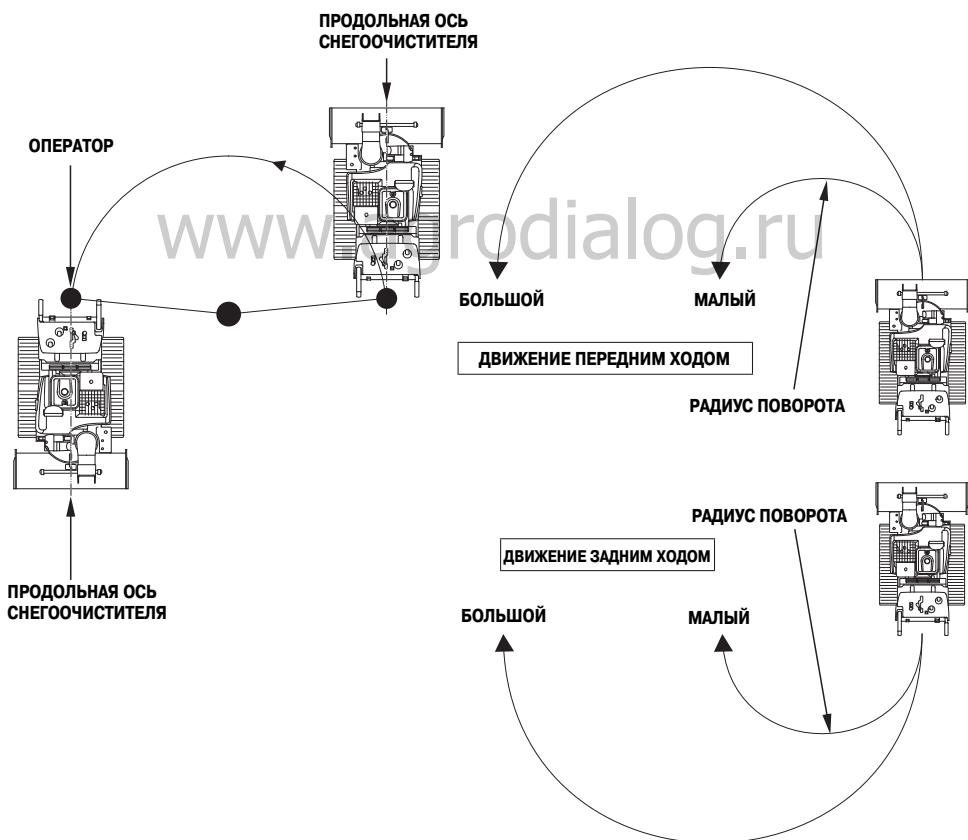 ПРОДОЛЬНАЯ ОСЬ
СНЕГООЧИСТИТЕЛЯ
ОПЕРАТОР
www.agrodialog.ru
БОЛЬШОЙ
МАЛЫЙ
ДВИЖЕНИЕ ПЕРЕДНИМ ХОДОМ
РАДИУС ПОВОРОТА
РАДИУС ПОВОРОТА
ДВИЖЕНИЕ ЗАДНИМ ХОДОМ
ПРОДОЛЬНАЯ ОСЬ
СНЕГООЧИСТИТЕЛЯ
БОЛЬШОЙ
МАЛЫЙ